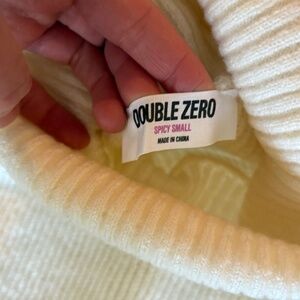 DOUBLE ZERO
SPICY SMALL
MADE IN CHINA